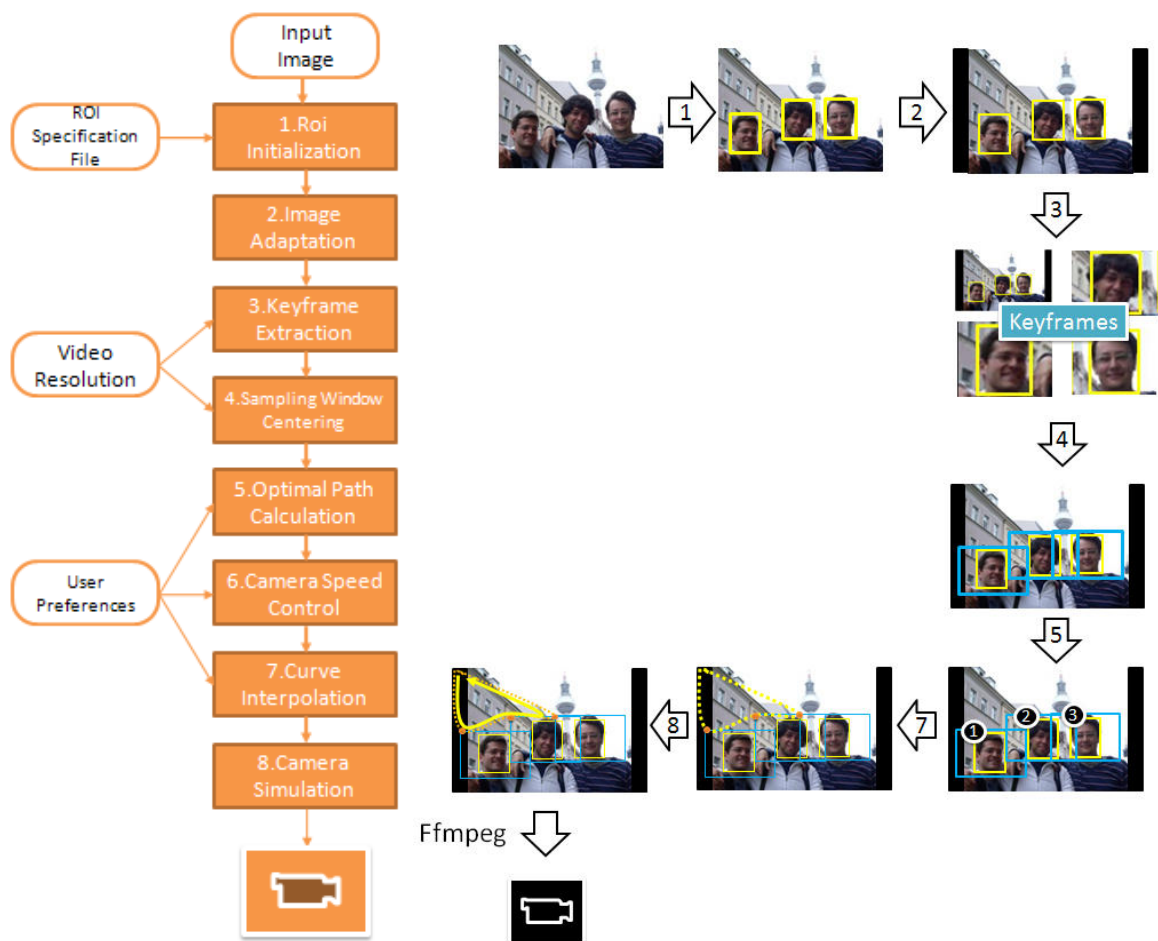 Input
Image
ROI
Specification
File
1.Roi
Initialization
2.Image
Adaptation
3.Keyframe
Extraction
Video
Resolution
4.Sampling Window
Centering
5.Optimal Path
Calculation
User
Preferences
6.Camera Speed
Control
7.Curve
Interpolation
8.Camera
Simulation
1
2
3
Keyframes
4
5
1
2
3
7
8
Ffmpeg